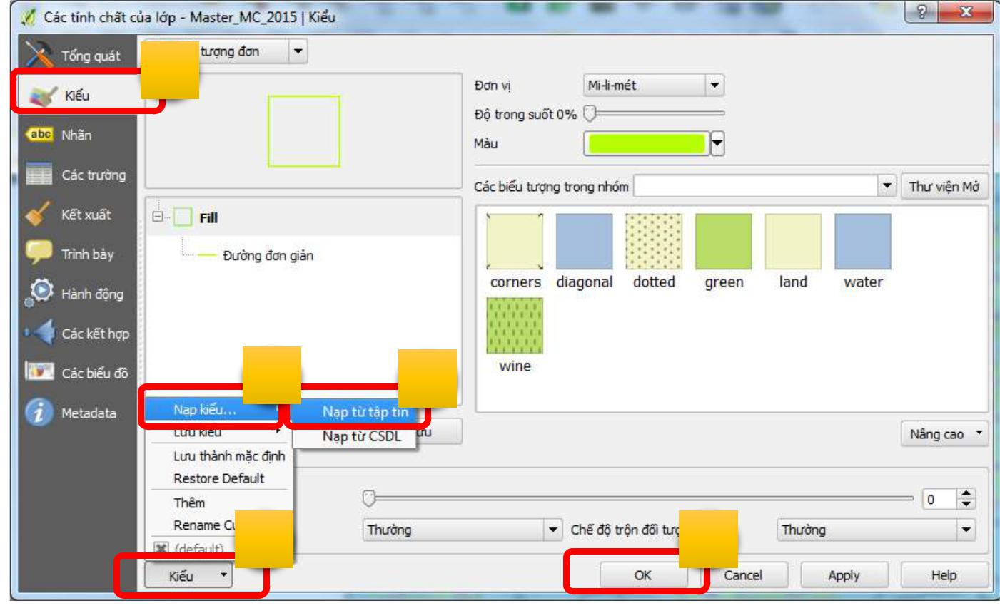 Các tính chất của lớp - Master_MC_2015 | Kiểu
Tổng quát
Kiểu
Nhãn
Các trường
Kết xuất
Trình bày
Hành động
Các kết hợp
Các biểu đồ
Metadata
tượng đơn
Đơn vị Mi-li-mét
Độ trong suốt 0%
Màu
Các biểu tượng trong nhóm Thư viện Mở
Fill
Đường đơn giản
corners diagonal dotted green land water
wine
Nâng cao
Nạp kiểu...
Lưu kiểu
Lưu thành mặc định
Restore Default
Thêm
Rename
(default)
Nạp từ tập tin
Nạp từ CSDL
0
Thường Chế độ trộn đối Thường
Kiểu OK Cancel Apply Help